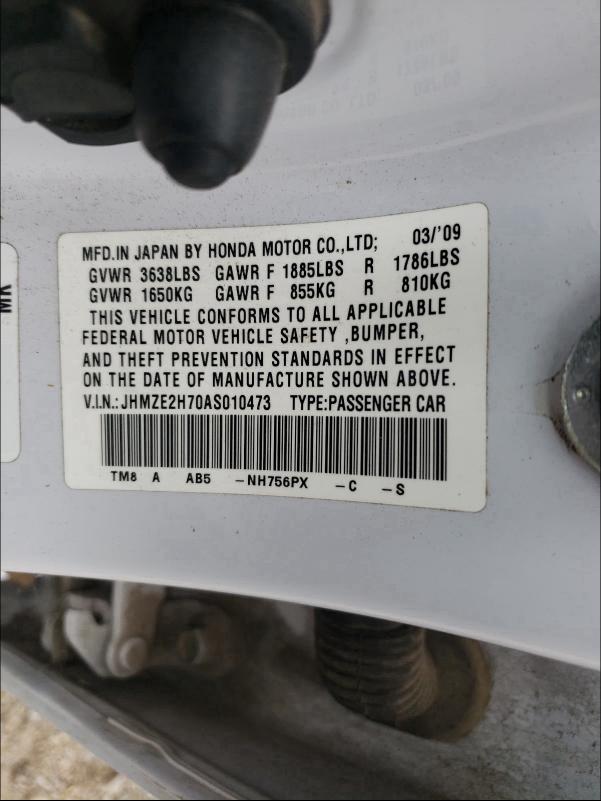 MFD.IN JAPAN BY HONDA MOTOR CO.,LTD; 03/'09
GVWR 3638LBS GAWR F 1885LBS R 1786LBS
GVWR 1650KG GAWR F 855KG R 810KG
THIS VEHICLE CONFORMS TO ALL APPLICABLE
FEDERAL MOTOR VEHICLE SAFETY ,BUMPER,
AND THEFT PREVENTION STANDARDS IN EFFECT
ON THE DATE OF MANUFACTURE SHOWN ABOVE.
V.I.N.:JHMZE2H70AS010473 TYPE:PASSENGER CAR
TM8 A AB5 -NH756PX -C -S